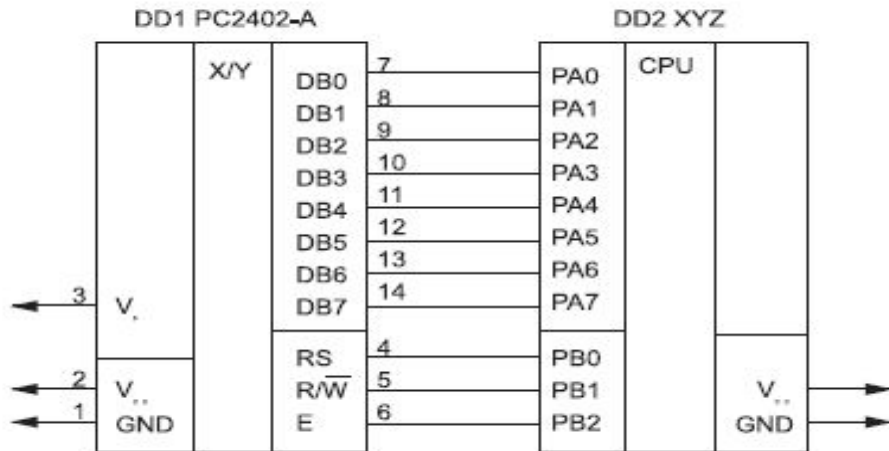 DD1 PC2402-A DD2 XYZ
X/Y CPU
DB0 7 PA0
DB1 8 PA1
DB2 9 PA2
DB3 10 PA3
DB4 11 PA4
DB5 12 PA5
DB6 13 PA6
3 V DB7 14 PA7
RS 4 PB0
2 V R/W̅ 5 PB1 V
1 GND E 6 PB2 GND